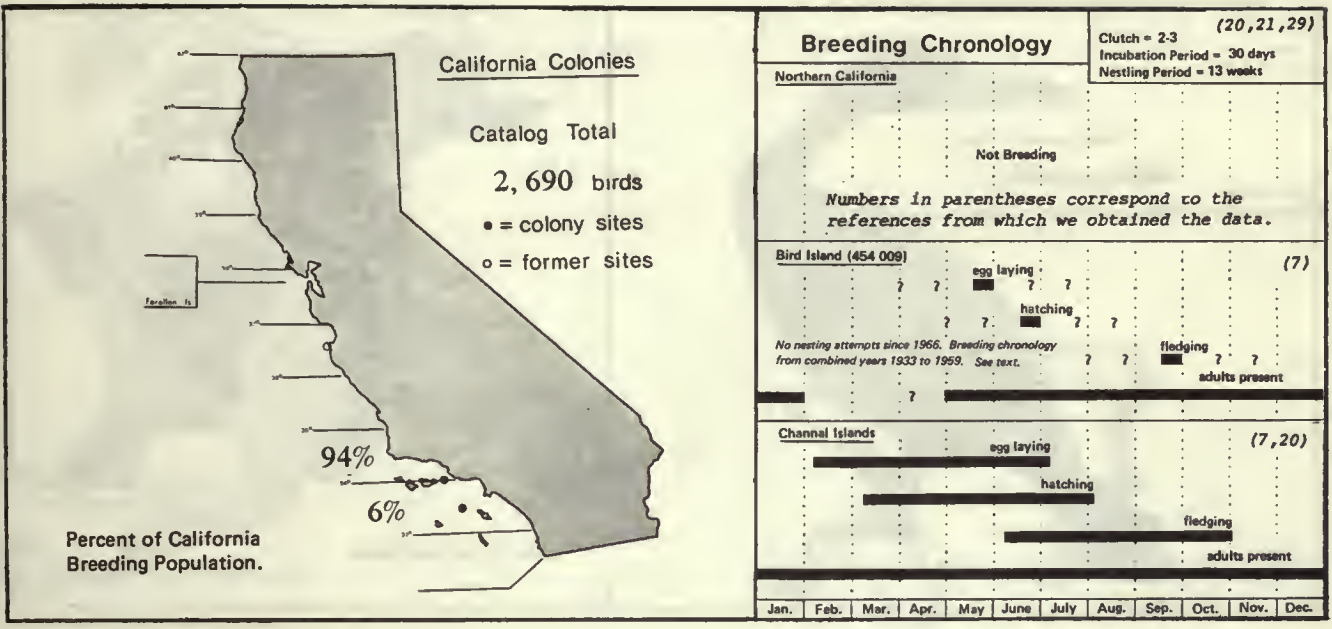 California Colonies
Catalog Total
2,690 birds
● = colony sites
o = former sites
Farallon Is
94%
6%
Percent of California
Breeding Population.
Breeding Chronology
(20,21,29)
Clutch = 2-3
Incubation Period = 30 days
Nestling Period = 13 weeks
Northern California
Not Breeding
Numbers in parentheses correspond to the
references from which we obtained the data.
Bird Island (454 009)
(7)
egg laying
? ? ? ?
hatching
? ? ? ?
No nesting attempts since 1966. Breeding chronology
from combined years 1933 to 1959. See text.
fledging
? ? ? ?
adults present
?
Channal Islands
(7,20)
egg laying
hatching
fledging
adults present
Jan. Feb. Mar. Apr. May June July Aug. Sep. Oct. Nov. Dec.